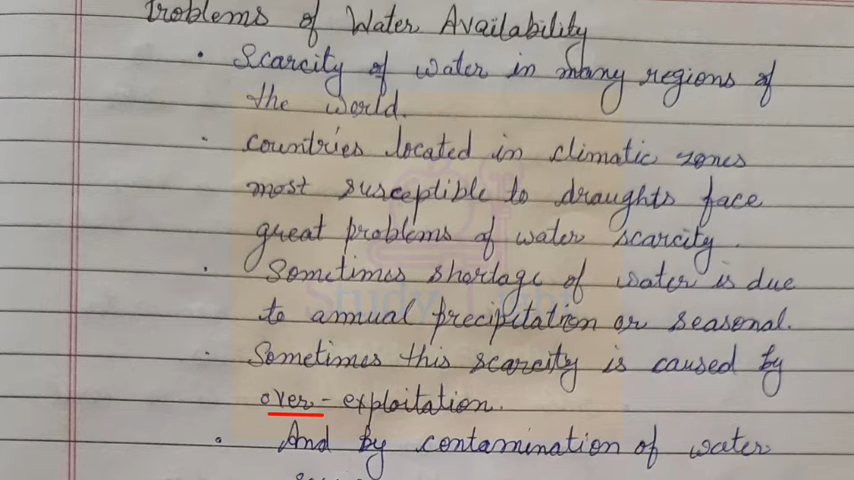 Problems of Water Availability
• Scarcity of water in many regions of
the world.
• countries located in climatic zones
most susceptible to draughts face
great problems of water scarcity.
• Sometimes shortage of water is due
to annual precipitation or seasonal.
• Sometimes this scarcity is caused by
over-exploitation.
• And by contamination of water